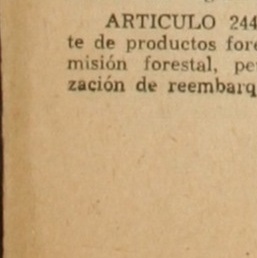 ARTICULO 244
te de productos fore
misión forestal, pe
zación de reembarq